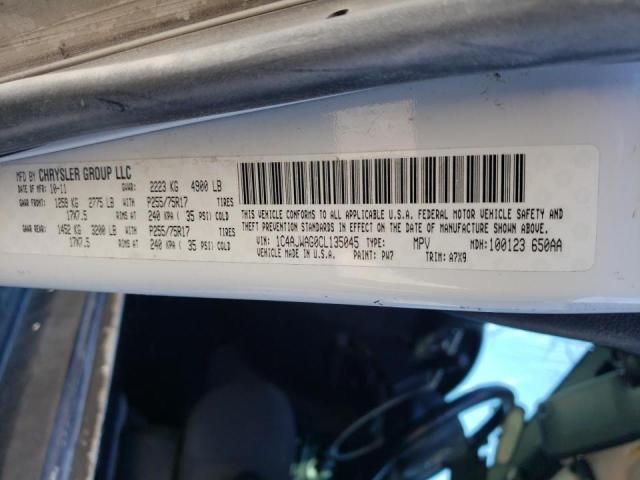 MFD BY CHRYSLER GROUP LLC
DATE OF MFR: 10-11 GVWR: 2223 KG 4900 LB
GAWR FRONT: 1258 KG 2775 LB WITH P255/75R17 TIRES
17X7.5 RIMS AT 240 KPA ( 35 PSI) COLD
GAWR REAR: 1452 KG 3200 LB WITH P255/75R17 TIRES
17X7.5 RIMS AT 240 KPA ( 35 PSI) COLD
THIS VEHICLE CONFORMS TO ALL APPLICABLE U.S.A. FEDERAL MOTOR VEHICLE SAFETY, BUMPER AND THEFT
PREVENTION STANDARDS IN EFFECT ON THE DATE OF MANUFACTURE SHOWN ABOVE.
VIN: 1C4AJWAG0CL135045 TYPE: MPV MDH: 100123 650AA
VEHICLE MADE IN U.S.A. PAINT: PW7 TRIM: A7X9